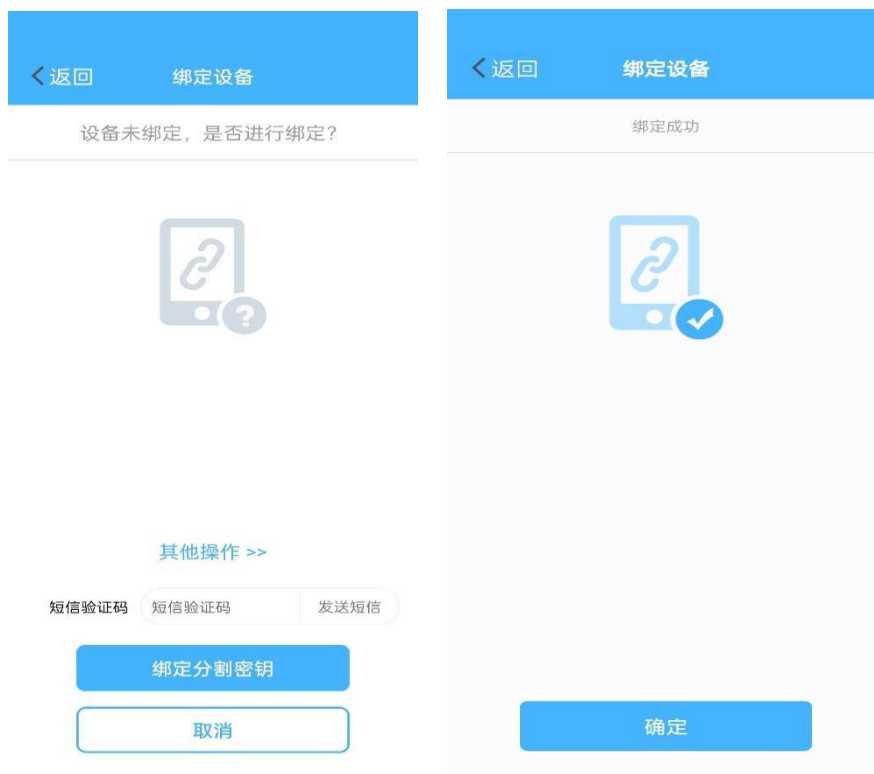 返回
绑定设备
设备未绑定，是否进行绑定？
?
其他操作 >>
短信验证码
短信验证码
发送短信
绑定分割密钥
取消
返回
绑定设备
绑定成功
确定